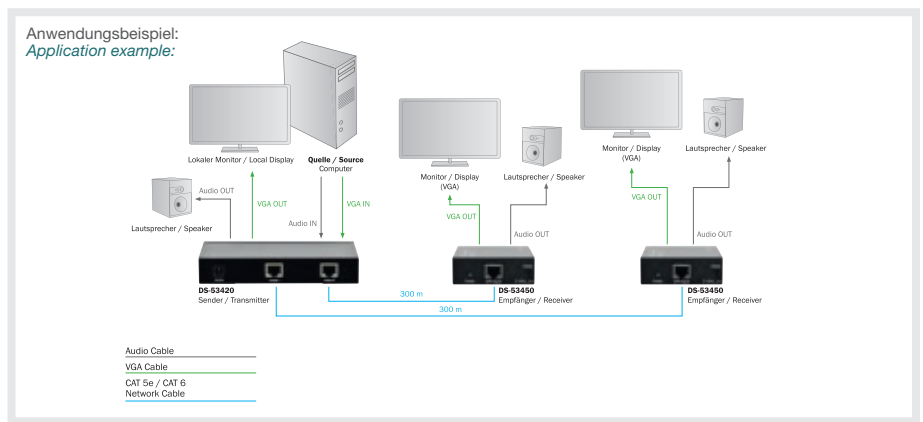 Anwendungsbeispiel:
Application example:
Lokaler Monitor / Local Display
Quelle / Source
Computer
Audio OUT
VGA OUT
Audio IN
VGA IN
Lautsprecher / Speaker
DS-53420
Sender / Transmitter
Monitor / Display
(VGA)
Lautsprecher / Speaker
VGA OUT
Audio OUT
DS-53450
Empfänger / Receiver
Monitor / Display
(VGA)
Lautsprecher / Speaker
VGA OUT
Audio OUT
DS-53450
Empfänger / Receiver
300 m
300 m
Audio Cable
VGA Cable
CAT 5e / CAT 6
Network Cable